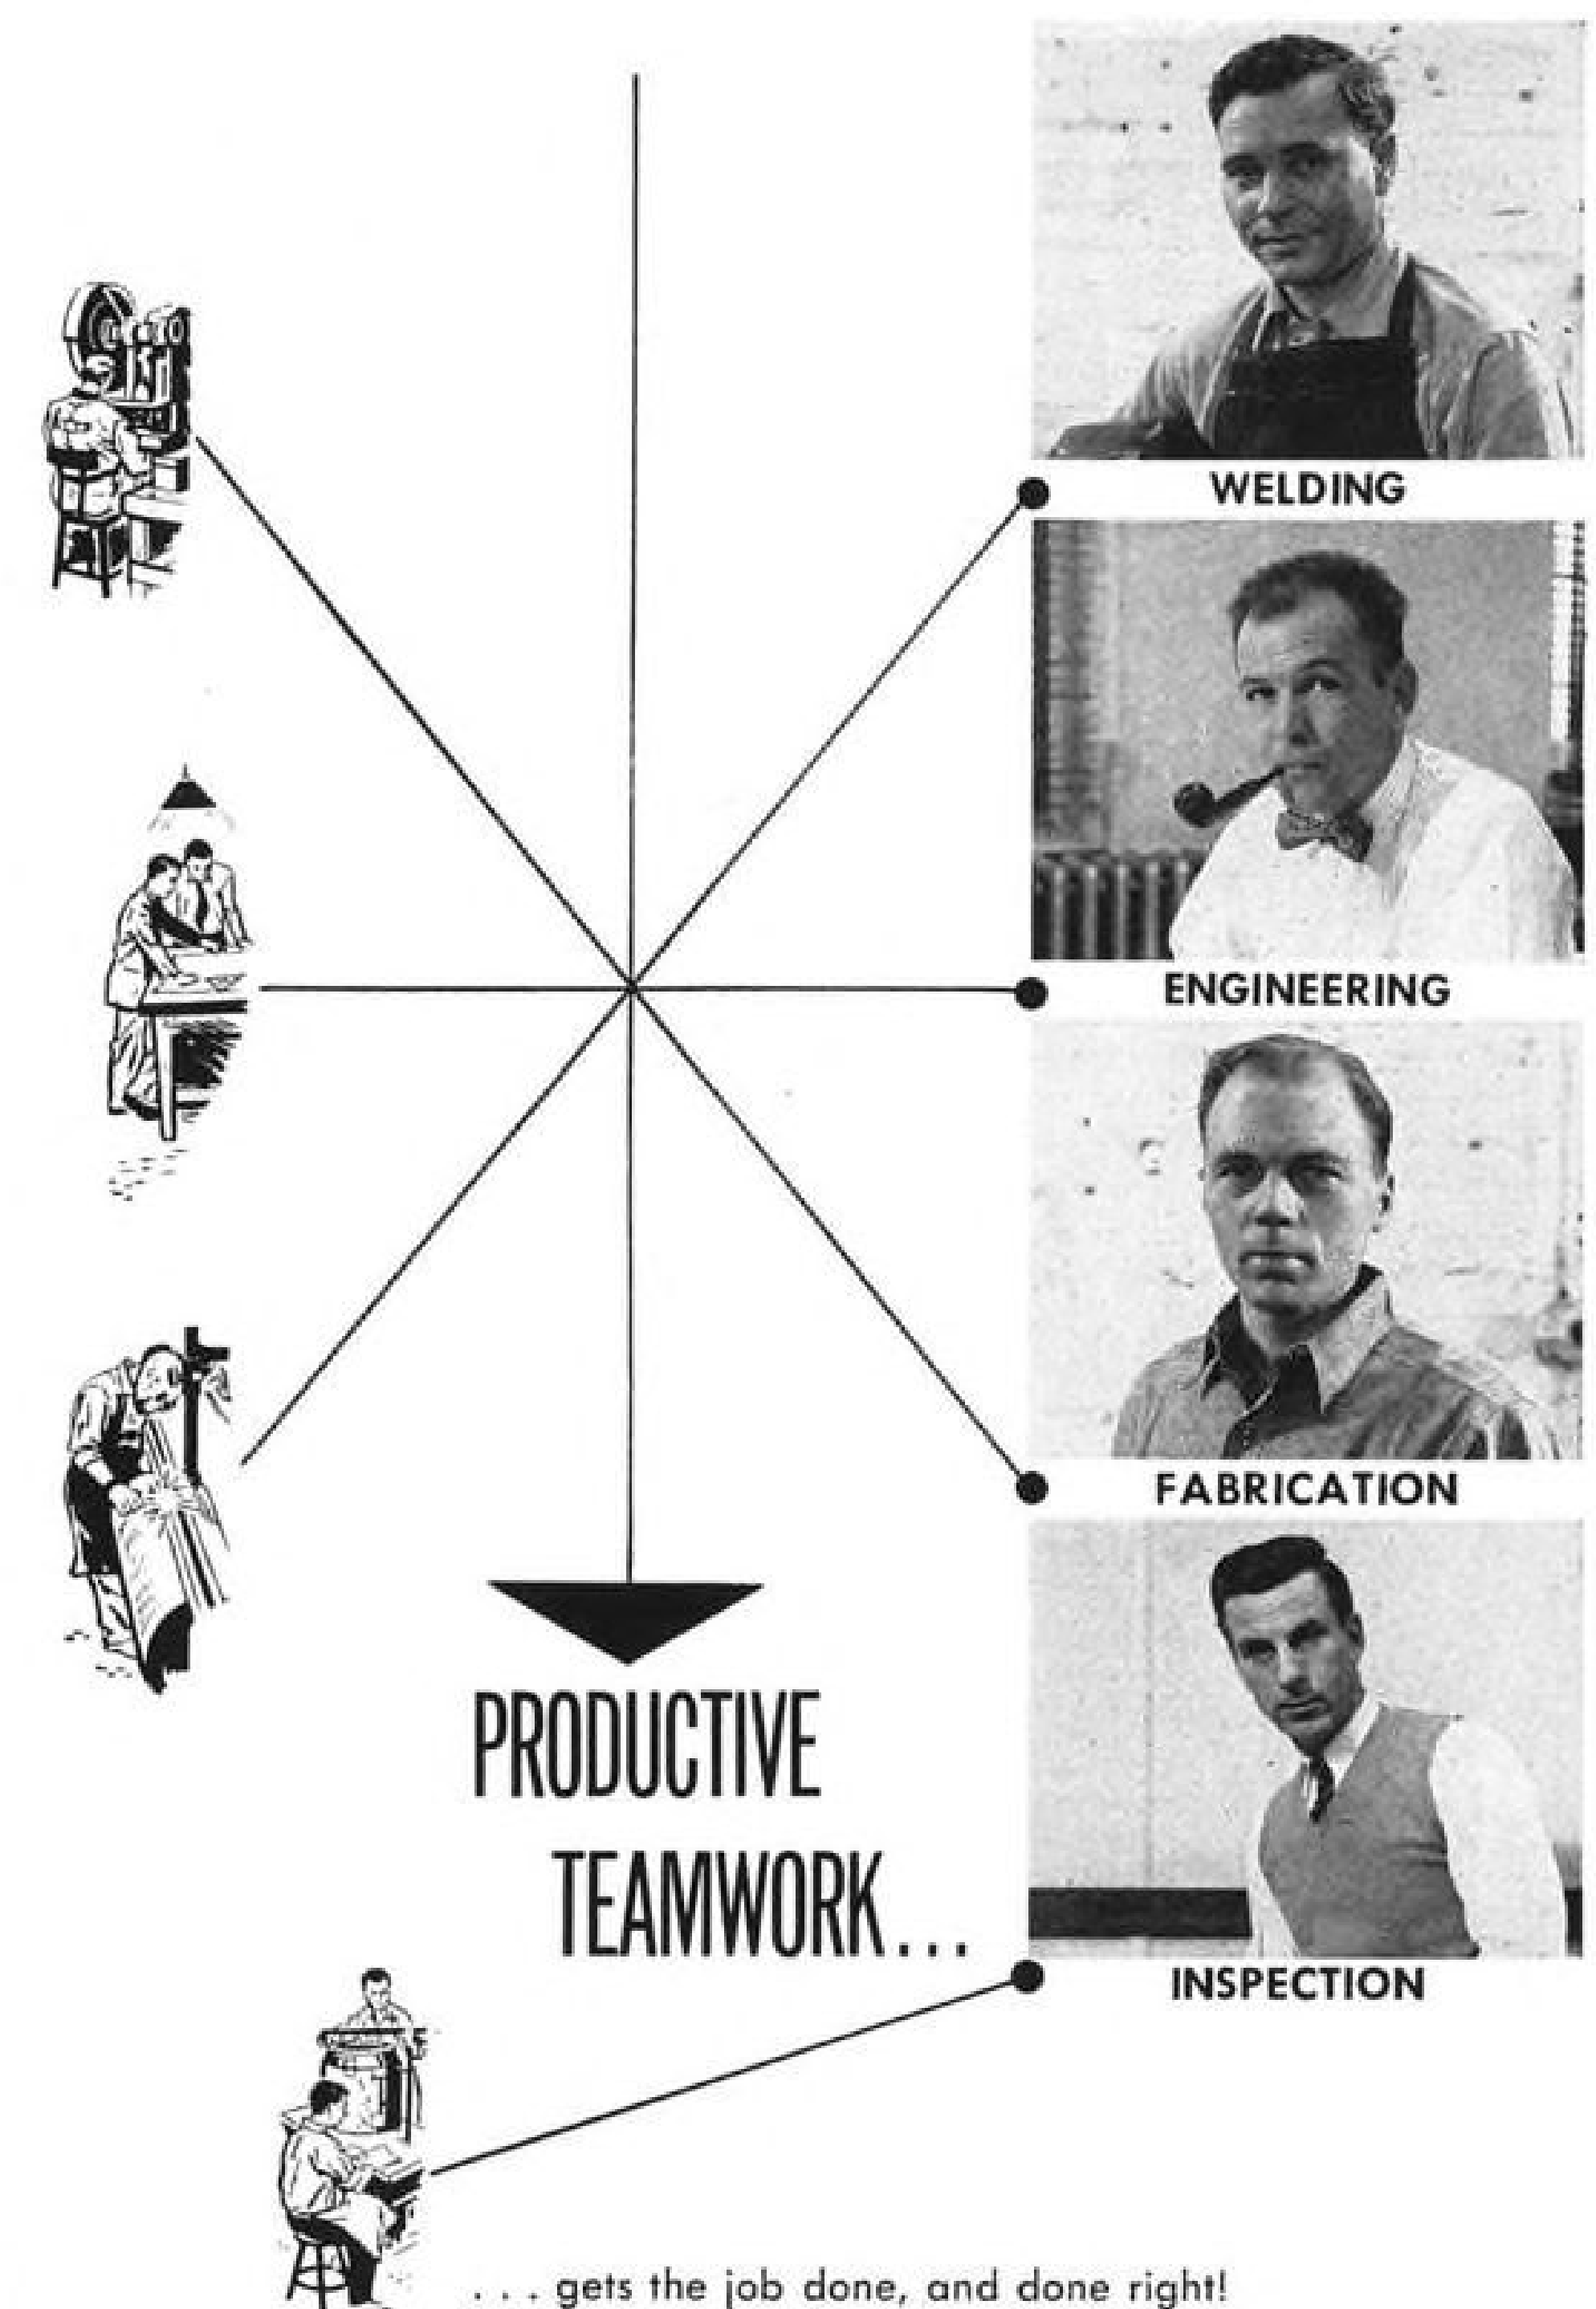 WELDING
ENGINEERING
FABRICATION
INSPECTION
PRODUCTIVE
TEAMWORK...
. . . gets the job done, and done right!